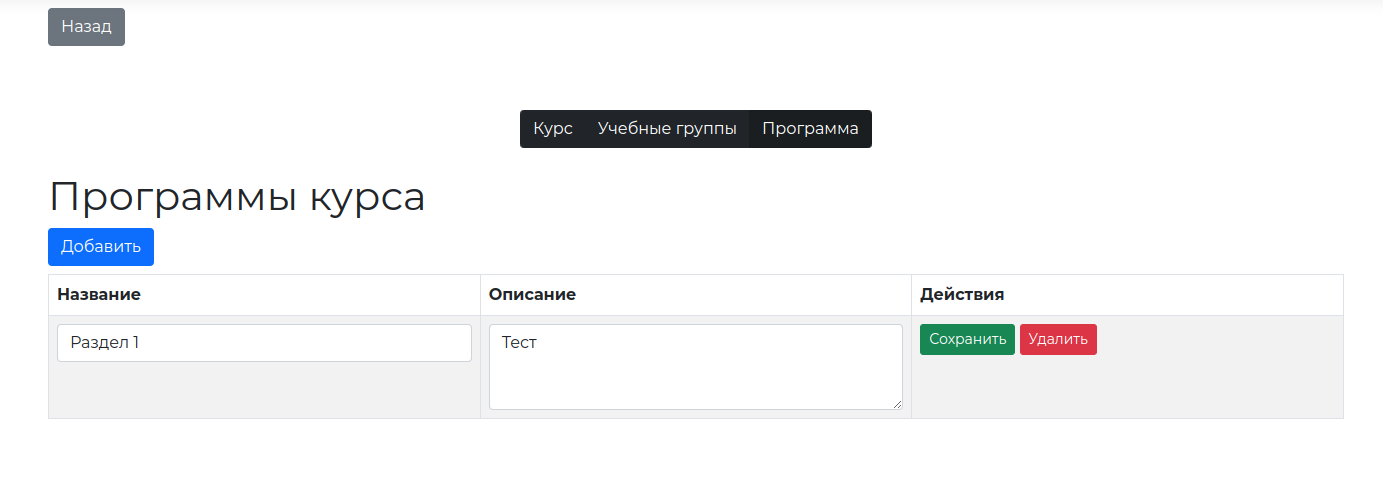 Назад
Курс Учебные группы Программа
Программы курса
Добавить
Название Описание Действия
Раздел 1 Тест Сохранить Удалить